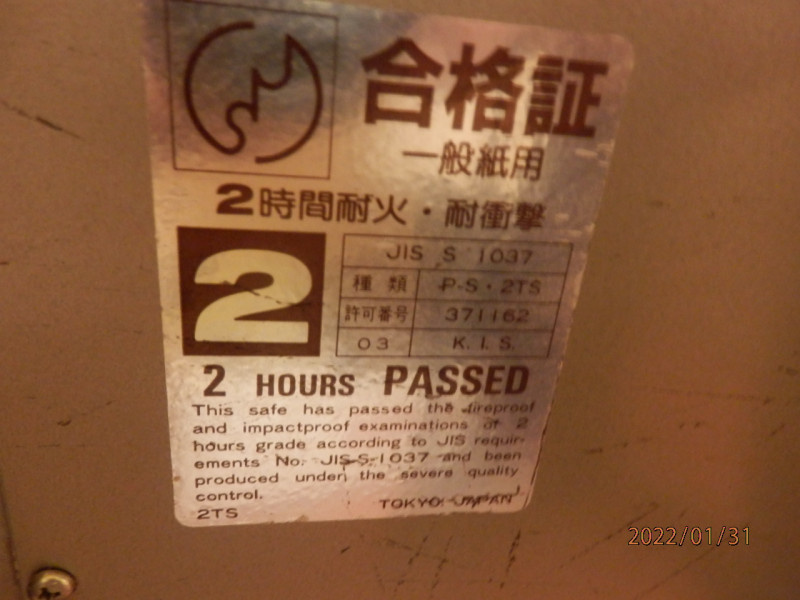 合格証
一般紙用
2時間耐火・耐衝撃
2
JIS S 1037
種類 P-S・2TS
許可番号 371162
03 K.I.S.
2 HOURS PASSED
This safe has passed the fireproof
and impactproof examinations of 2
hours grade according to JIS requir-
ements No. JIS-S-1037 and been
produced under the severe quality
control.
TOKYO. JAPAN
2TS
2022/01/31